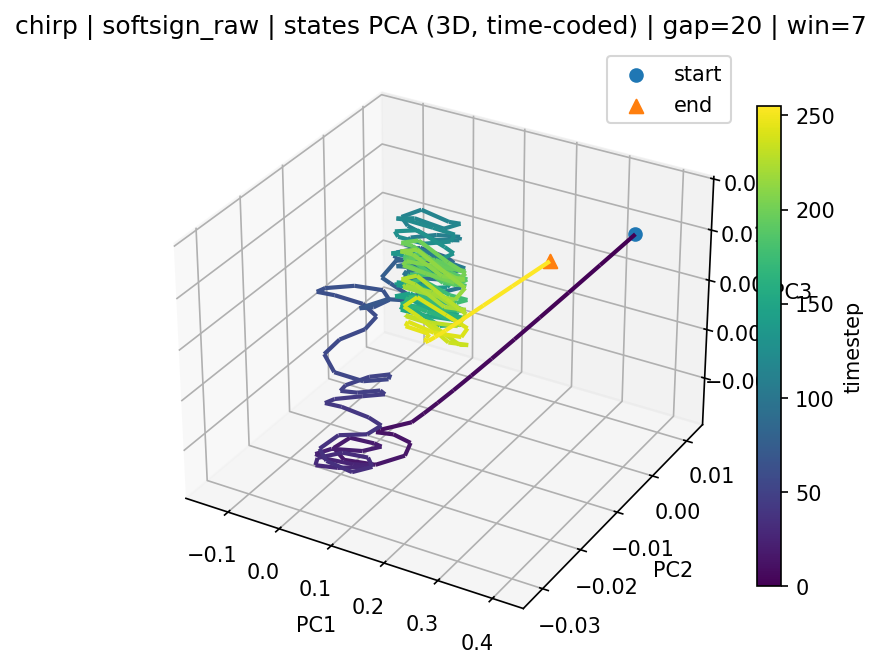 chirp | softsign_raw | states PCA (3D, time-coded) | gap=20 | win=7
start
end
250
200
150
100
50
0
timestep
PC3
0.01
0.00
−0.01
−0.02
−0.03
PC2
−0.1
0.0
0.1
0.2
0.3
0.4
PC1